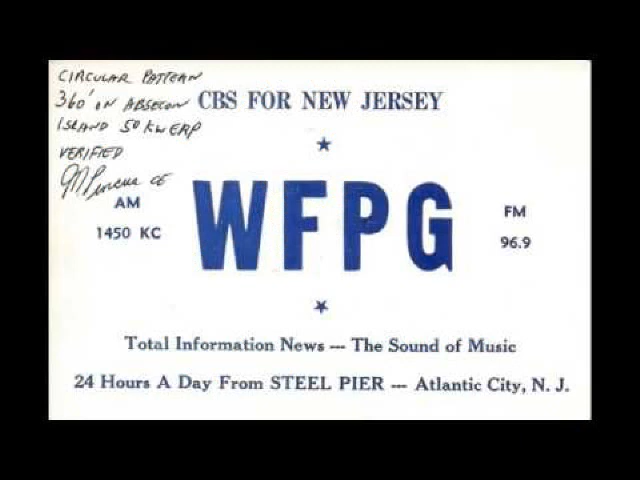 CIRCULAR PATTERN
360' ON ABSECON
ISLAND 50 KW ERP
VERIFIED
CE
CBS FOR NEW JERSEY
WFPG
AM
1450 KC
FM
96.9
Total Information News --- The Sound of Music
24 Hours A Day From STEEL PIER --- Atlantic City, N. J.